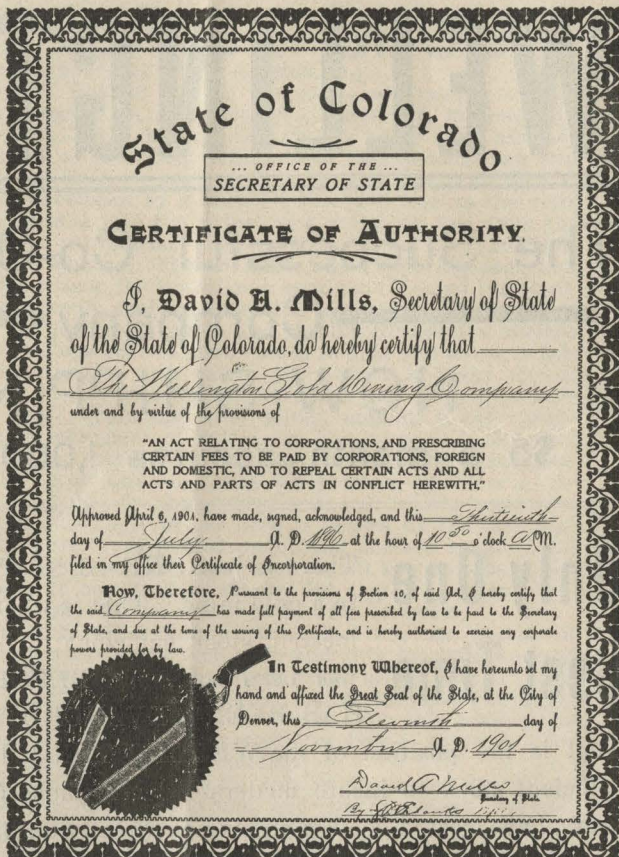 State of Colorado
... OFFICE OF THE ...
SECRETARY OF STATE
CERTIFICATE OF AUTHORITY.
I, David A. Mills, Secretary of State
of the State of Colorado, do hereby certify that
The Wellington Gold Mining Company
under and by virtue of the provisions of
"AN ACT RELATING TO CORPORATIONS, AND PRESCRIBING
CERTAIN FEES TO BE PAID BY CORPORATIONS, FOREIGN
AND DOMESTIC, AND TO REPEAL CERTAIN ACTS AND ALL
ACTS AND PARTS OF ACTS IN CONFLICT HEREWITH,"
Approved April 6, 1901, have made, signed, acknowledged, and this Thirteenth
day of July A. D. 1896 at the hour of 10 30 o'clock A M.
filed in my office their Certificate of Incorporation.
Now, Therefore, Pursuant to the provisions of Section 10, of said Act, I hereby certify that
the said Company has made full payment of all fees prescribed by law to be paid to the Secretary
of State, and due at the time of the issuing of this Certificate, and is hereby authorized to exercise any corporate
powers provided for by law.
In Testimony Whereof, I have hereunto set my
hand and affixed the Great Seal of the State, at the City of
Denver, this Eleventh day of
November A. D. 1901
David A Mills
Secretary of State
By